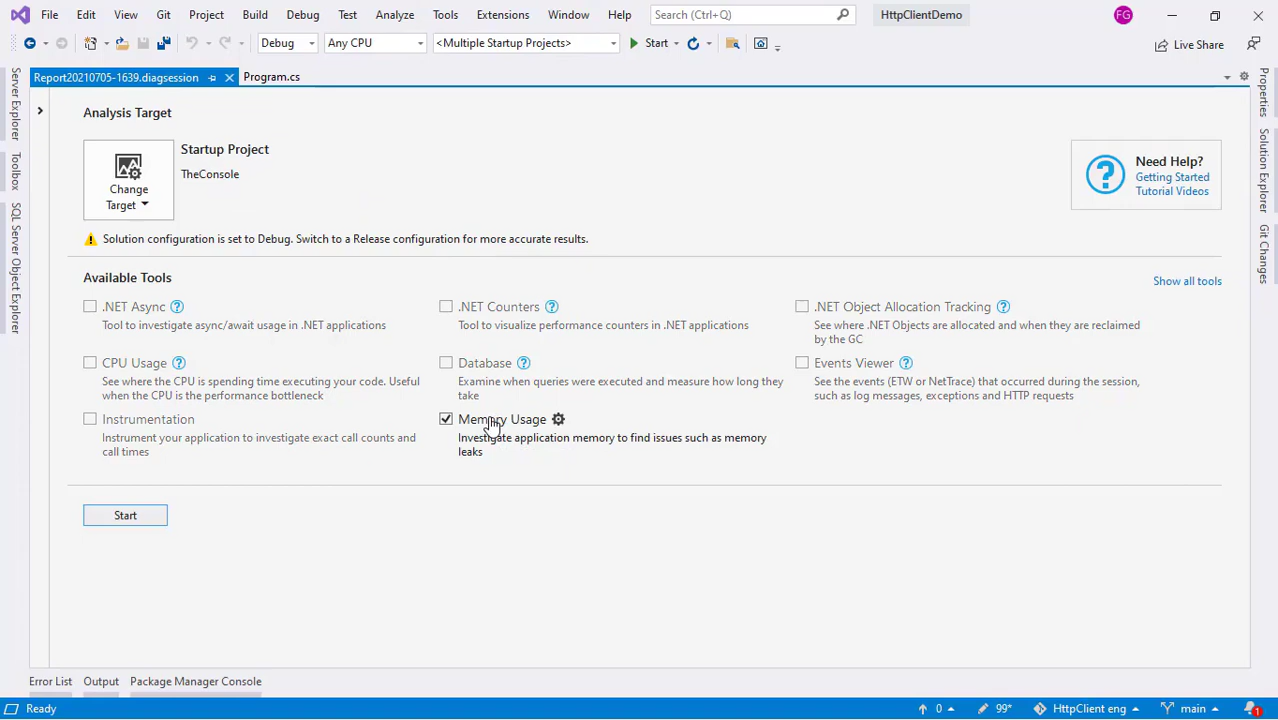 File Edit View Git Project Build Debug Test Analyze Tools Extensions Window Help Search (Ctrl+Q) HttpClientDemo FG
Debug Any CPU <Multiple Startup Projects> Start Live Share
Report20210705-1639.diagsession Program.cs
Server Explorer
Toolbox
SQL Server Object Explorer
Analysis Target
Change
Target
Startup Project
TheConsole
Need Help?
Getting Started
Tutorial Videos
Solution configuration is set to Debug. Switch to a Release configuration for more accurate results.
Available Tools
Show all tools
.NET Async ?
Tool to investigate async/await usage in .NET applications
.NET Counters ?
Tool to visualize performance counters in .NET applications
.NET Object Allocation Tracking ?
See where .NET Objects are allocated and when they are reclaimed
by the GC
CPU Usage ?
See where the CPU is spending time executing your code. Useful
when the CPU is the performance bottleneck
Database ?
Examine when queries were executed and measure how long they
take
Events Viewer ?
See the events (ETW or NetTrace) that occurred during the session,
such as log messages, exceptions and HTTP requests
Instrumentation
Instrument your application to investigate exact call counts and
call times
Memory Usage
Investigate application memory to find issues such as memory
leaks
Start
Properties
Solution Explorer
Git Changes
Error List Output Package Manager Console
Ready 0 99* HttpClient eng main 1